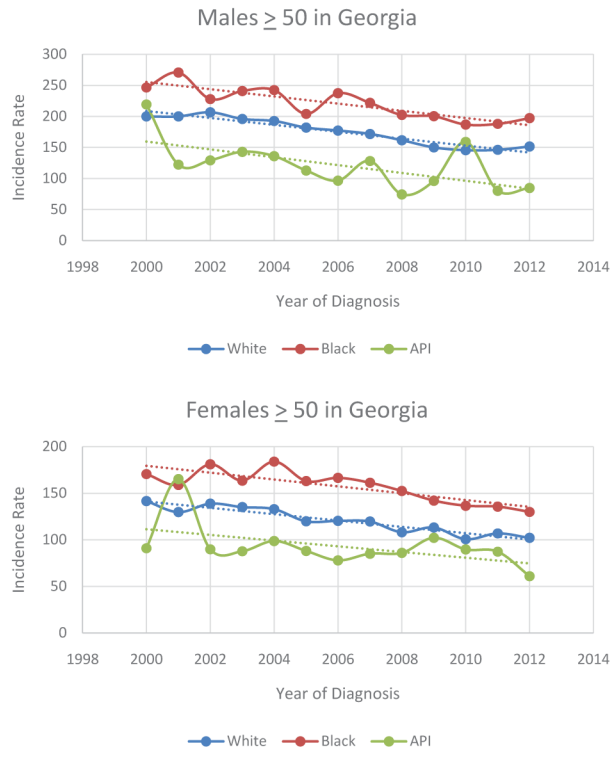 Males ≥ 50 in Georgia
300
250
200
150
100
50
0
Incidence Rate
1998 2000 2002 2004 2006 2008 2010 2012 2014
Year of Diagnosis
White Black API
Females ≥ 50 in Georgia
200
150
100
50
0
Incidence Rate
1998 2000 2002 2004 2006 2008 2010 2012 2014
Year of Diagnosis
White Black API